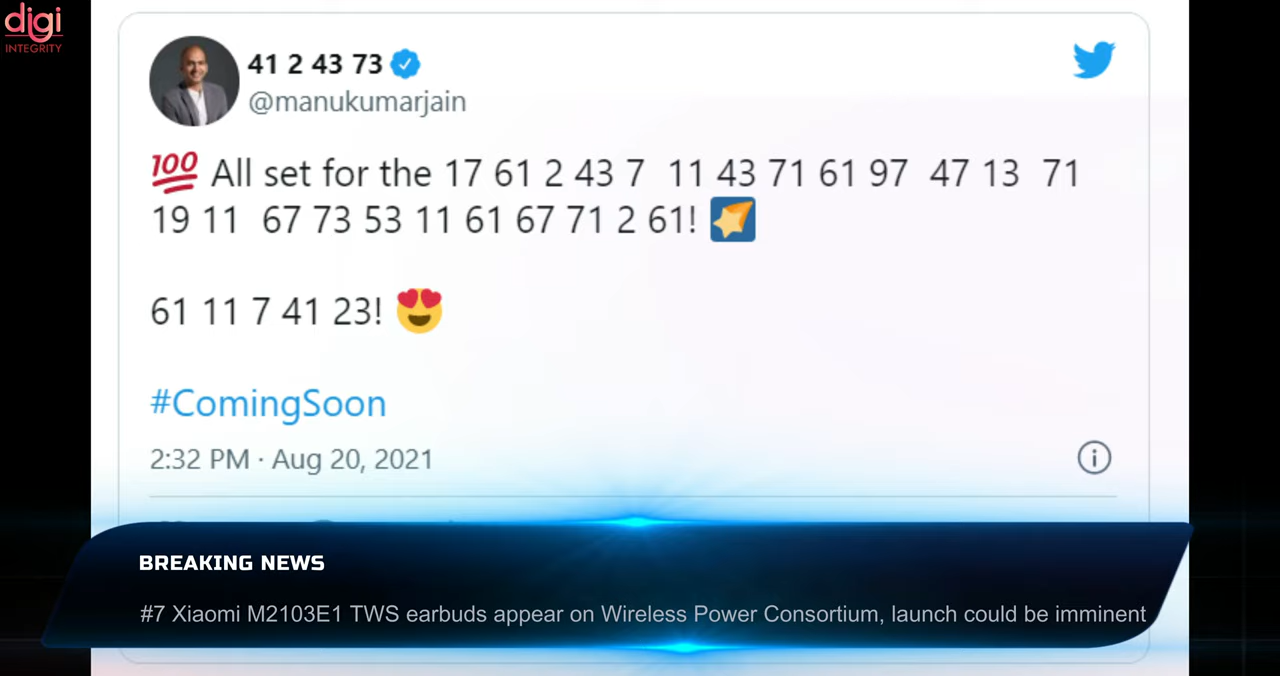 digi
INTEGRITY
41 2 43 73
@manukumarjain
💯 All set for the 17 61 2 43 7 11 43 71 61 97 47 13 71
19 11 67 73 53 11 61 67 71 2 61!
61 11 7 41 23! 😍
#ComingSoon
2:32 PM · Aug 20, 2021
BREAKING NEWS
#7 Xiaomi M2103E1 TWS earbuds appear on Wireless Power Consortium, launch could be imminent